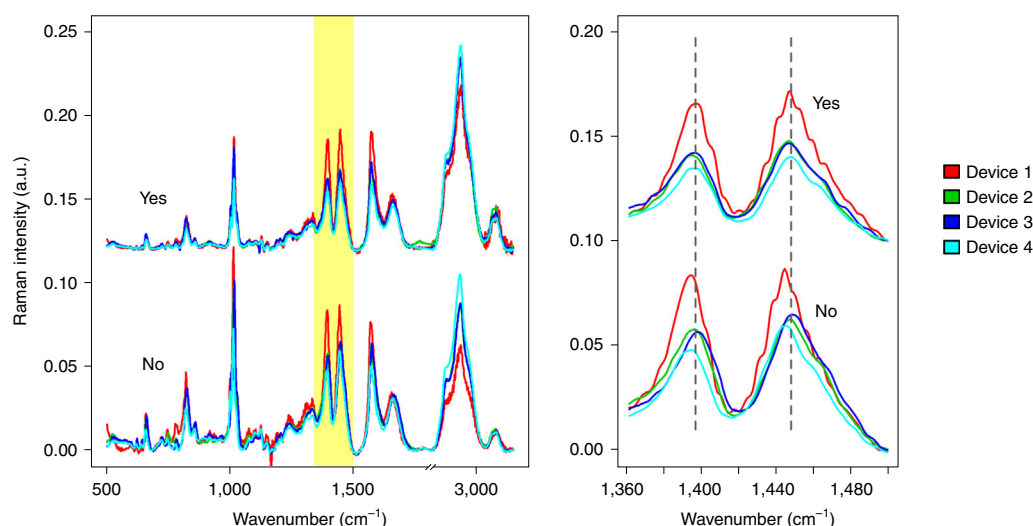 0.25
0.20
0.15
0.10
0.05
0.00
Raman intensity (a.u.)
Yes
No
500
1,000
1,500
3,000
Wavenumber (cm⁻¹)
0.20
0.15
0.10
0.05
0.00
Yes
No
1,360
1,400
1,440
1,480
Wavenumber (cm⁻¹)
Device 1
Device 2
Device 3
Device 4